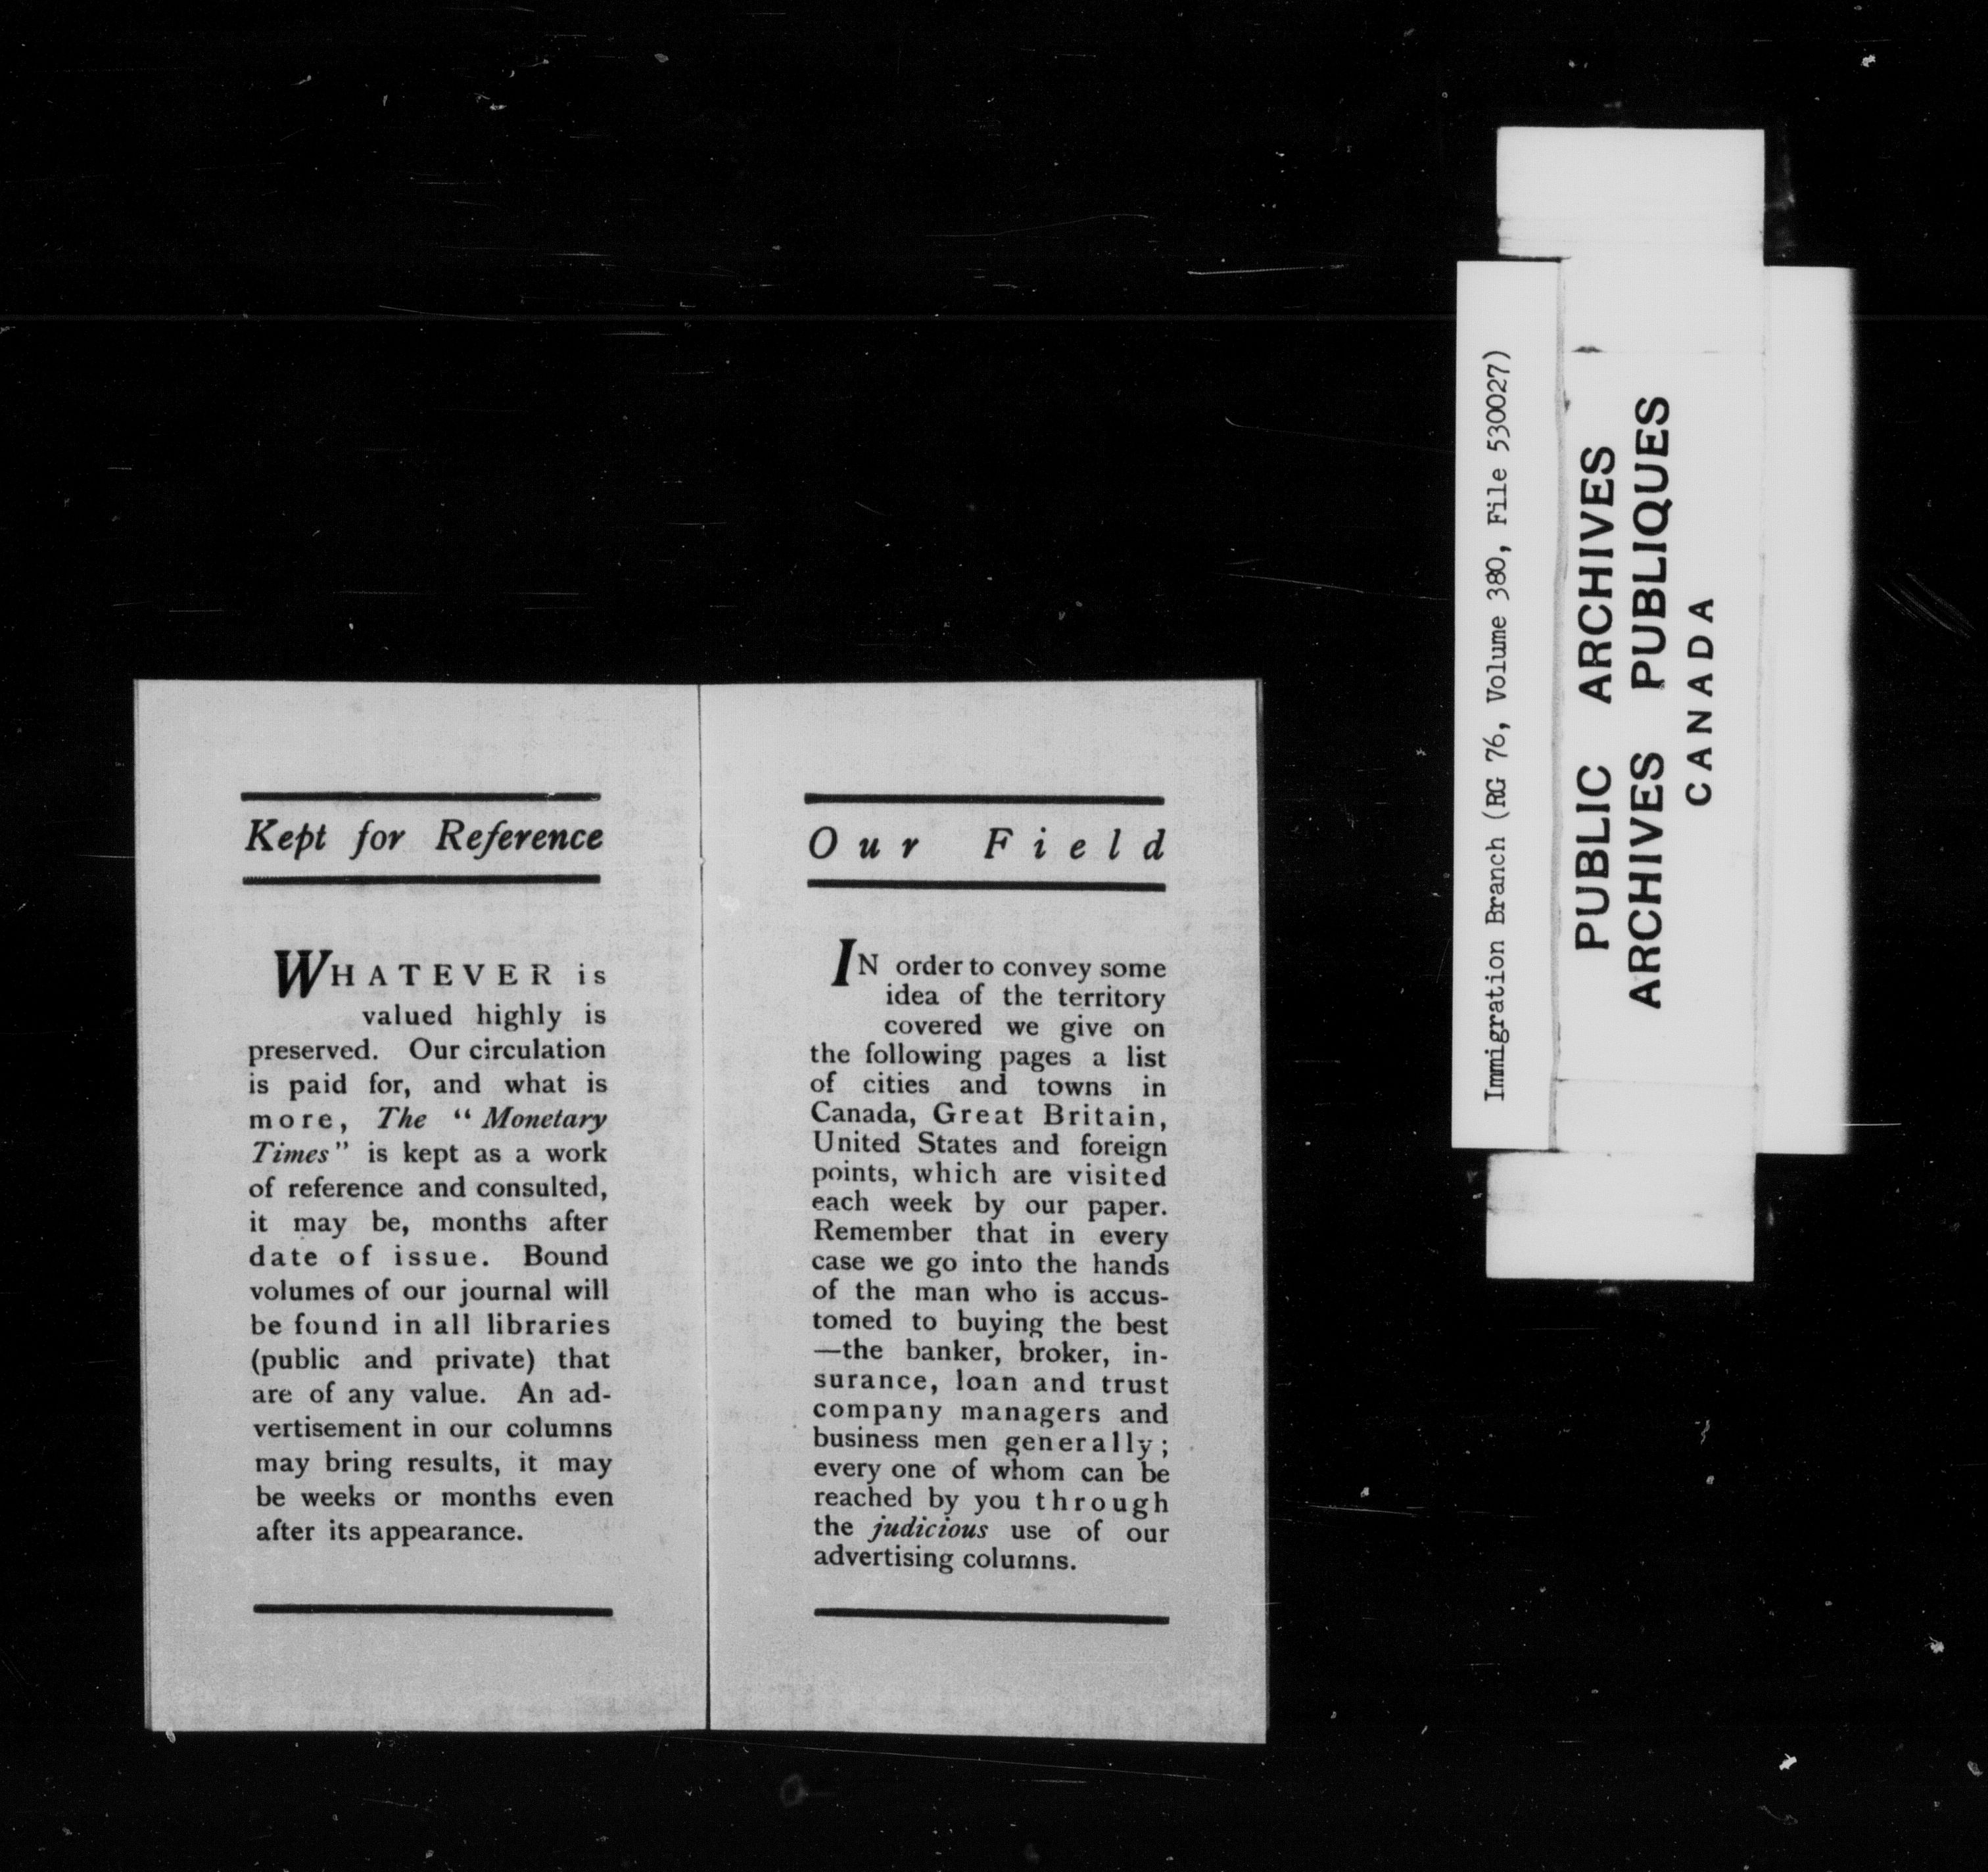 Kept for Reference
WHATEVER is
valued highly is
preserved. Our circulation
is paid for, and what is
more, The "Monetary
Times" is kept as a work
of reference and consulted,
it may be, months after
date of issue. Bound
volumes of our journal will
be found in all libraries
(public and private) that
are of any value. An ad-
vertisement in our columns
may bring results, it may
be weeks or months even
after its appearance.
Our Field
IN order to convey some
idea of the territory
covered we give on
the following pages a list
of cities and towns in
Canada, Great Britain,
United States and foreign
points, which are visited
each week by our paper.
Remember that in every
case we go into the hands
of the man who is accus-
tomed to buying the best
—the banker, broker, in-
surance, loan and trust
company managers and
business men generally;
every one of whom can be
reached by you through
the judicious use of our
advertising columns.
Immigration Branch (RG 76, Volume 380, File 530027)
PUBLIC ARCHIVES
ARCHIVES PUBLIQUES
CANADA